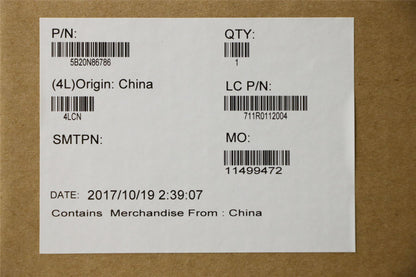 P/N: QTY:
5B20N86786 1
(4L)Origin: China LC P/N:
4LCN 711R0112004
SMTPN: MO:
11499472
DATE: 2017/10/19 2:39:07
Contains Merchandise From : China